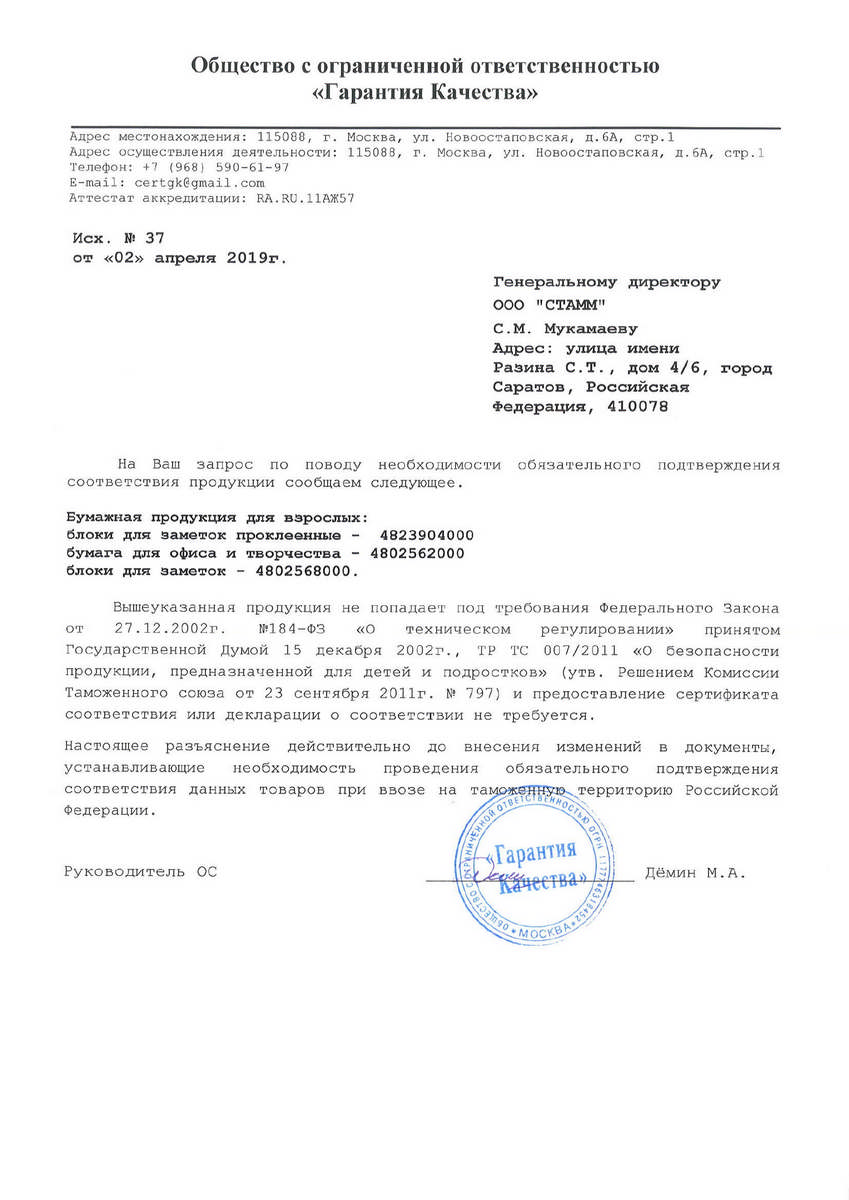 Общество с ограниченной ответственностью
«Гарантия Качества»
Адрес местонахождения: 115088, г. Москва, ул. Новоостаповская, д.6А, стр.1
Адрес осуществления деятельности: 115088, г. Москва, ул. Новоостаповская, д.6А, стр.1
Телефон: +7 (968) 590-61-97
E-mail: certgk@gmail.com
Аттестат аккредитации: RA.RU.11АЖ57
Исх. № 37
от «02» апреля 2019г.
Генеральному директору
ООО "СТАММ"
С.М. Мукамаеву
Адрес: улица имени
Разина С.Т., дом 4/6, город
Саратов, Российская
Федерация, 410078
На Ваш запрос по поводу необходимости обязательного подтверждения
соответствия продукции сообщаем следующее.
Бумажная продукция для взрослых:
блоки для заметок проклеенные - 4823904000
бумага для офиса и творчества - 4802562000
блоки для заметок - 4802568000.
Вышеуказанная продукция не попадает под требования Федерального Закона
от 27.12.2002г. №184-ФЗ «О техническом регулировании» принятом
Государственной Думой 15 декабря 2002г., ТР ТС 007/2011 «О безопасности
продукции, предназначенной для детей и подростков» (утв. Решением Комиссии
Таможенного союза от 23 сентября 2011г. № 797) и предоставление сертификата
соответствия или декларации о соответствии не требуется.
Настоящее разъяснение действительно до внесения изменений в документы,
устанавливающие необходимость проведения обязательного подтверждения
соответствия данных товаров при ввозе на таможенную территорию Российской
Федерации.
Руководитель ОС
Дёмин М.А.
ОБЩЕСТВО С ОГРАНИЧЕННОЙ ОТВЕТСТВЕННОСТЬЮ ОГРН
«Гарантия
Качества»
* МОСКВА *